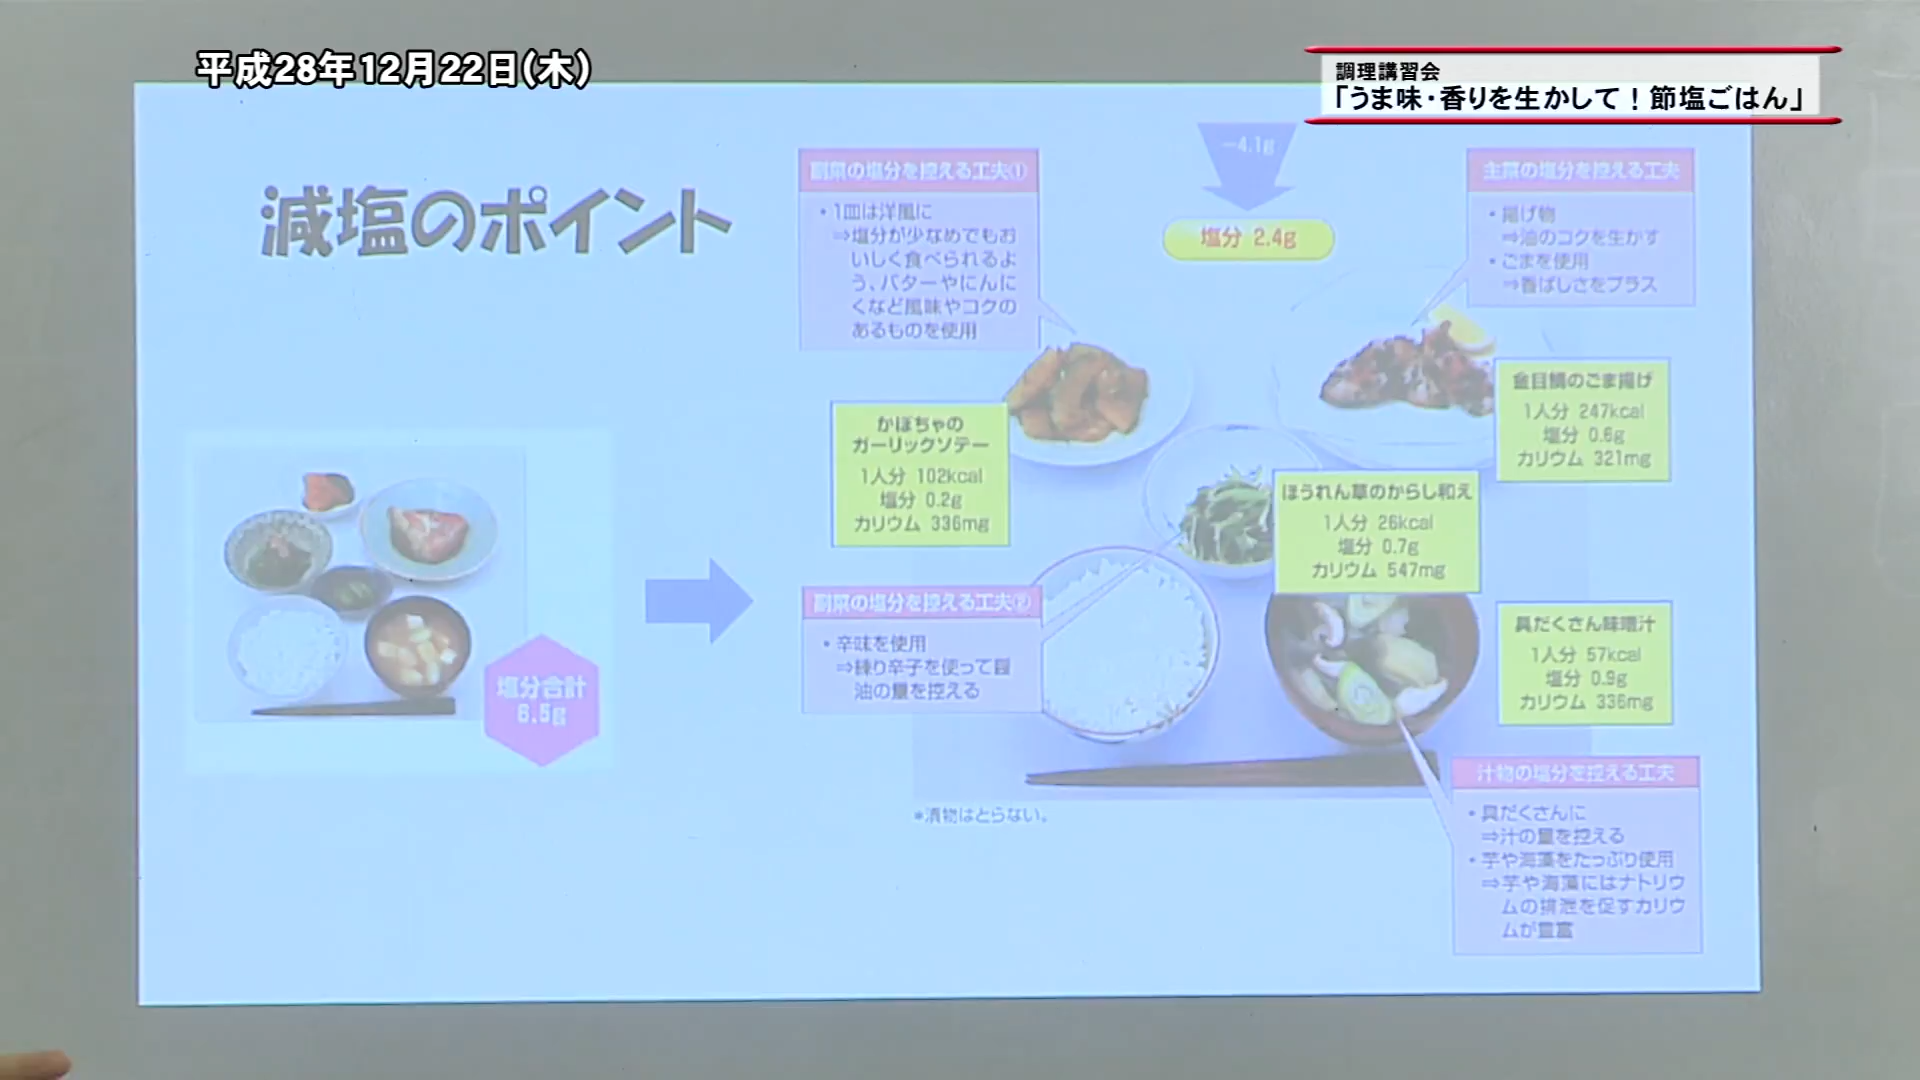 平成28年12月22日(木)
調理講習会
「うま味・香りを生かして！節塩ごはん」
減塩のポイント
塩分合計
6.5g
副菜の塩分を控える工夫①
・1皿は洋風に
⇒塩分が少なめでもお
いしく食べられるよ
う、バターやにんに
くなど風味やコクの
あるものを使用
−4.1g
塩分 2.4g
主菜の塩分を控える工夫
・揚げ物
⇒油のコクを生かす
・ごまを使用
⇒香ばしさをプラス
かぼちゃの
ガーリックソテー
1人分 102kcal
塩分 0.2g
カリウム 336mg
金目鯛のごま揚げ
1人分 247kcal
塩分 0.6g
カリウム 321mg
ほうれん草のからし和え
1人分 26kcal
塩分 0.7g
カリウム 547mg
副菜の塩分を控える工夫②
・辛味を使用
⇒練り辛子を使って醤
油の量を控える
具だくさん味噌汁
1人分 57kcal
塩分 0.9g
カリウム 336mg
汁物の塩分を控える工夫
・具だくさんに
⇒汁の量を控える
・芋や海藻をたっぷり使用
⇒芋や海藻にはナトリウ
ムの排泄を促すカリウ
ムが豊富
*漬物はとらない。